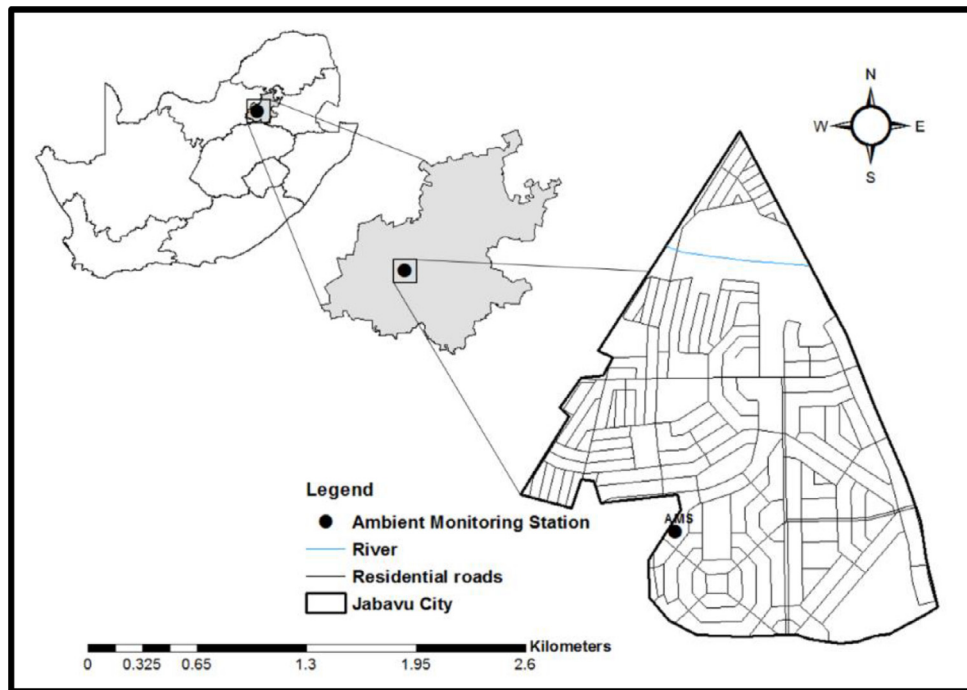 N
W E
S
AMS
Legend
Ambient Monitoring Station
River
Residential roads
Jabavu City
Kilometers
0 0.325 0.65 1.3 1.95 2.6